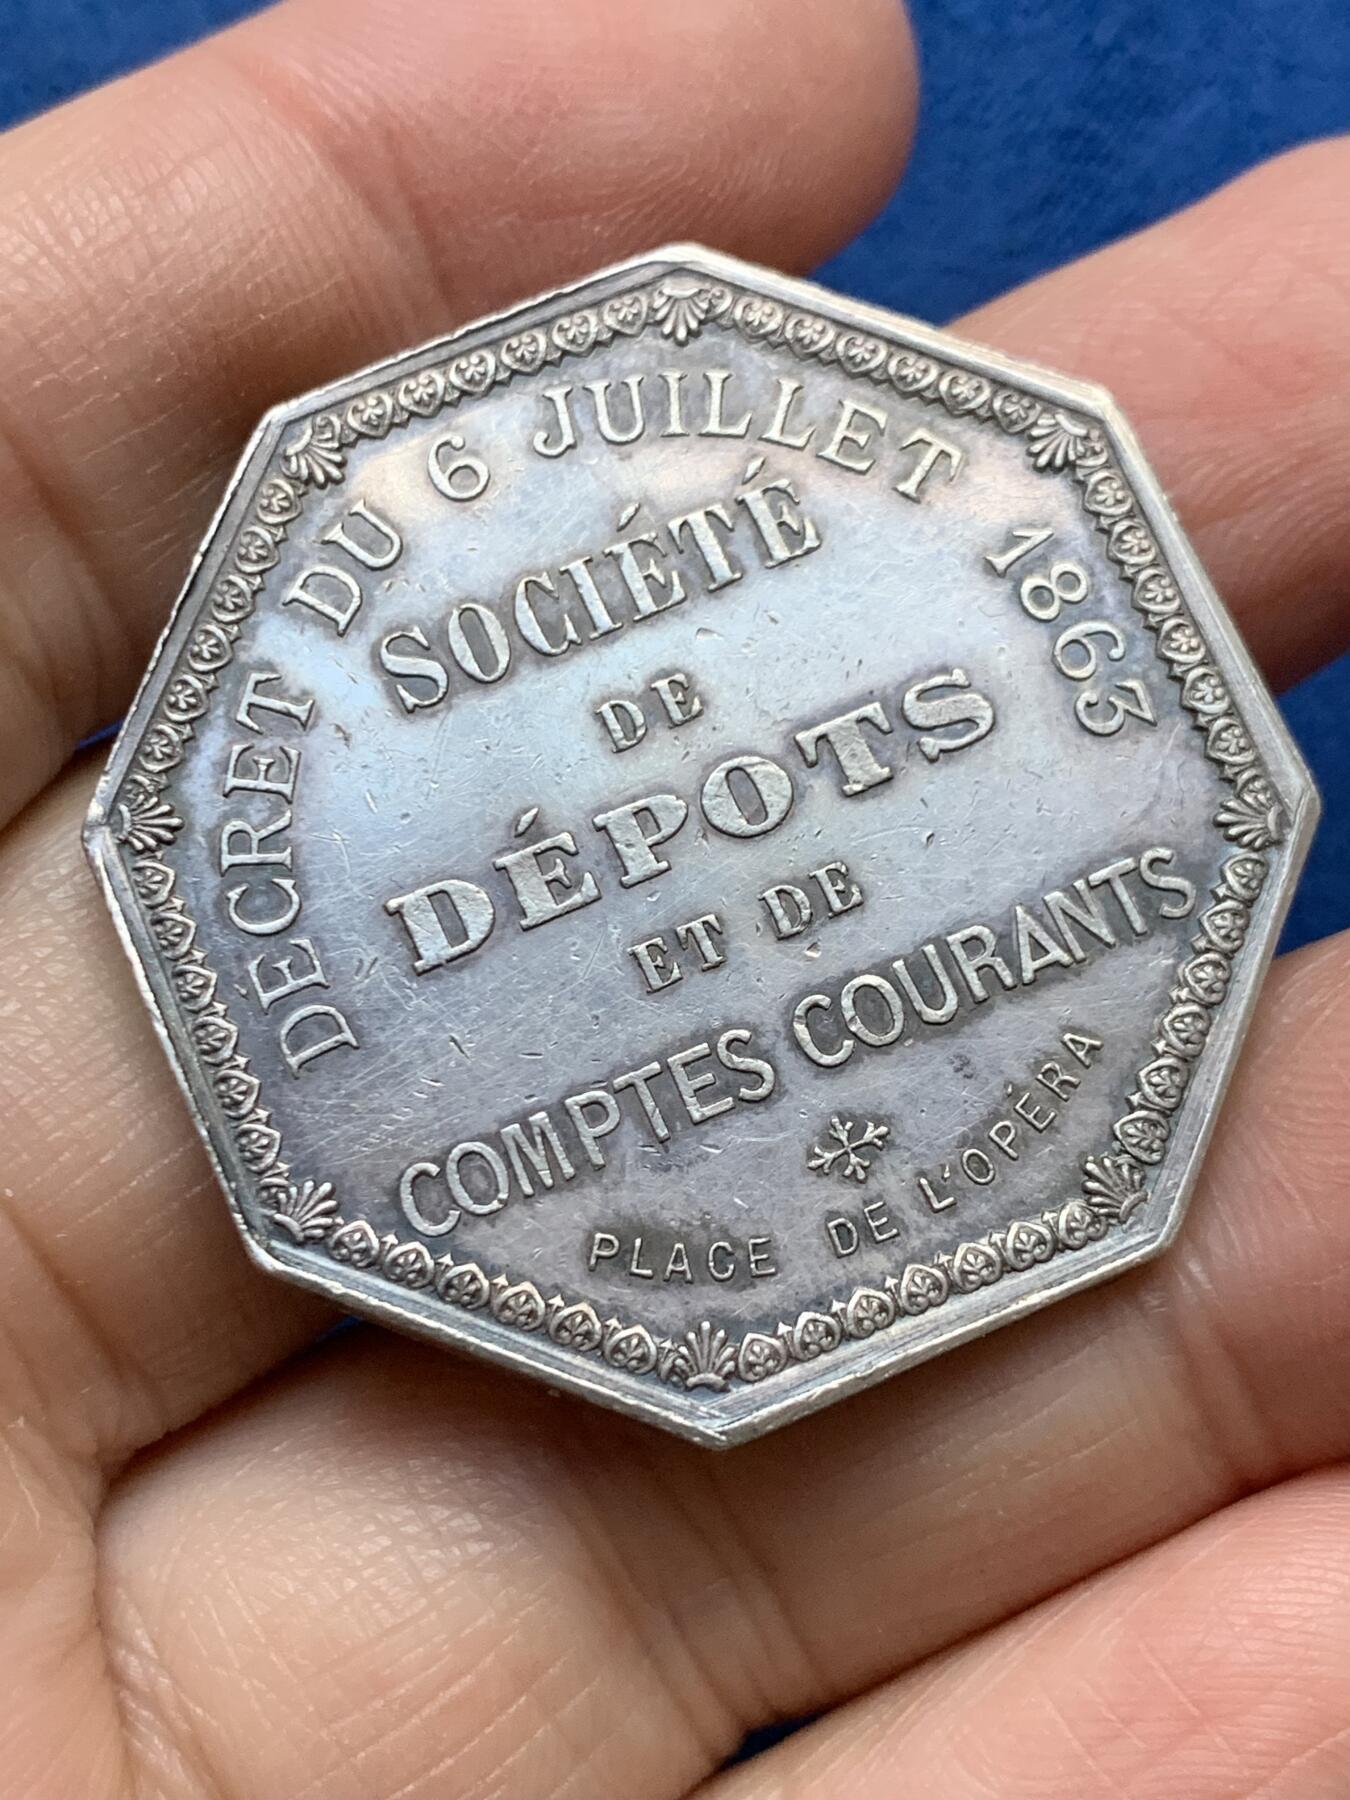 DECRET DU 6 JUILLET 1863
SOCIÉTÉ
DE
DÉPOTS
ET DE
COMPTES COURANTS
PLACE DE L'OPÉRA